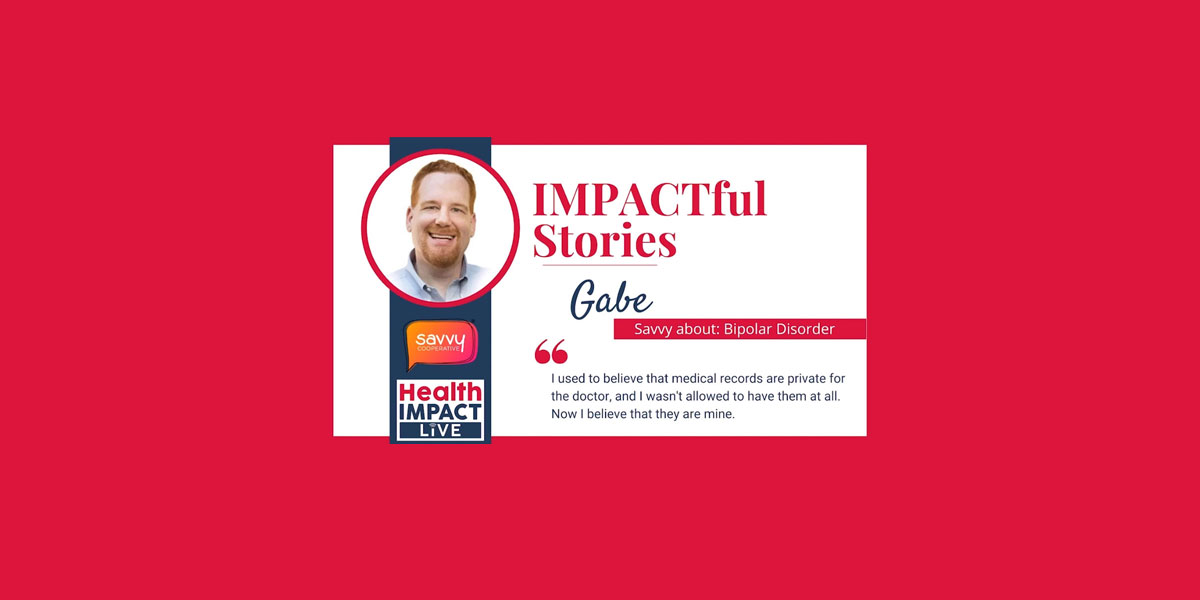 IMPACTful
Stories
Gabe
Savvy about: Bipolar Disorder
“
I used to believe that medical records are private for
the doctor, and I wasn't allowed to have them at all.
Now I believe that they are mine.
savvy
COOPERATIVE
Health
IMPACT
LiVE